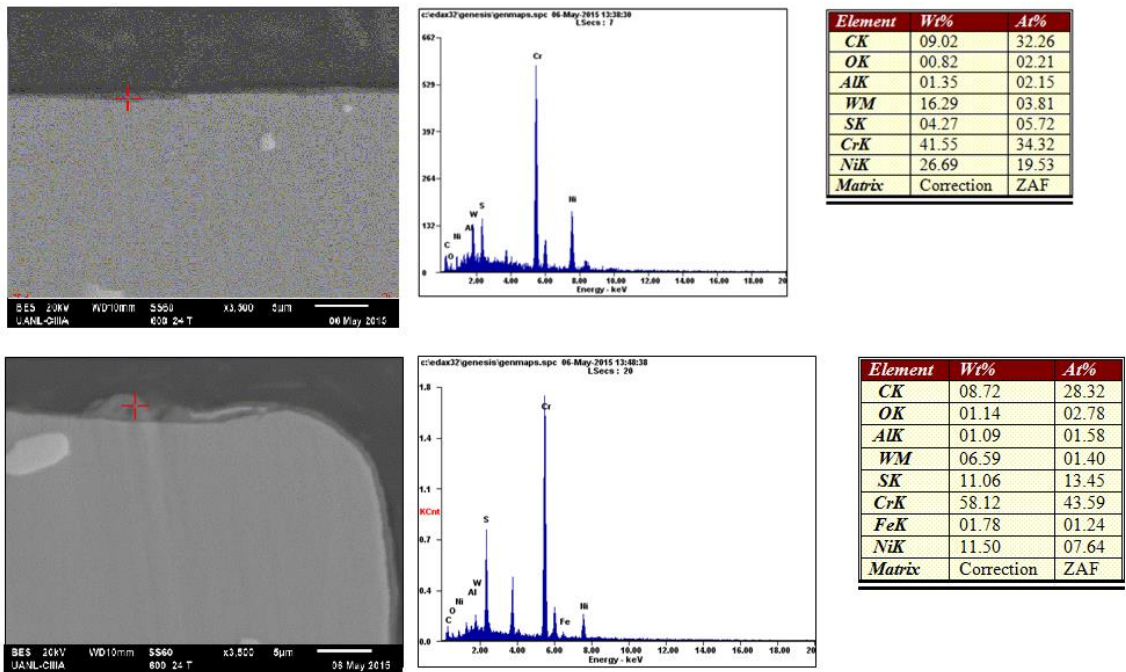 c:\edax32\genesis\genmaps.spc 06-May-2015 13:38:30
LSecs : 7
662
529
397
264
132
0
Cr
S
W
Al
Ni
C
O
Ni
2.00 4.00 6.00 8.00 10.00 12.00 14.00 16.00 18.00 20
Energy - keV
Element Wt% At%
CK 09.02 32.26
OK 00.82 02.21
AlK 01.35 02.15
WM 16.29 03.81
SK 04.27 05.72
CrK 41.55 34.32
NiK 26.69 19.53
Matrix Correction ZAF
BES 20kV WD10mm SS60 x3,500 5µm
UANL-CIIIA 600 24 T 06 May 2015
c:\edax32\genesis\genmaps.spc 06-May-2015 13:48:38
LSecs : 20
1.8
1.4
1.1
KCnt
0.7
0.4
0.0
Cr
S
W
Al
Ni
O
C
Fe
Ni
2.00 4.00 6.00 8.00 10.00 12.00 14.00 16.00 18.00 20
Energy - keV
Element Wt% At%
CK 08.72 28.32
OK 01.14 02.78
AlK 01.09 01.58
WM 06.59 01.40
SK 11.06 13.45
CrK 58.12 43.59
FeK 01.78 01.24
NiK 11.50 07.64
Matrix Correction ZAF
BES 20kV WD10mm SS60 x3,500 5µm
UANL-CIIIA 600 24 T 06 May 2015